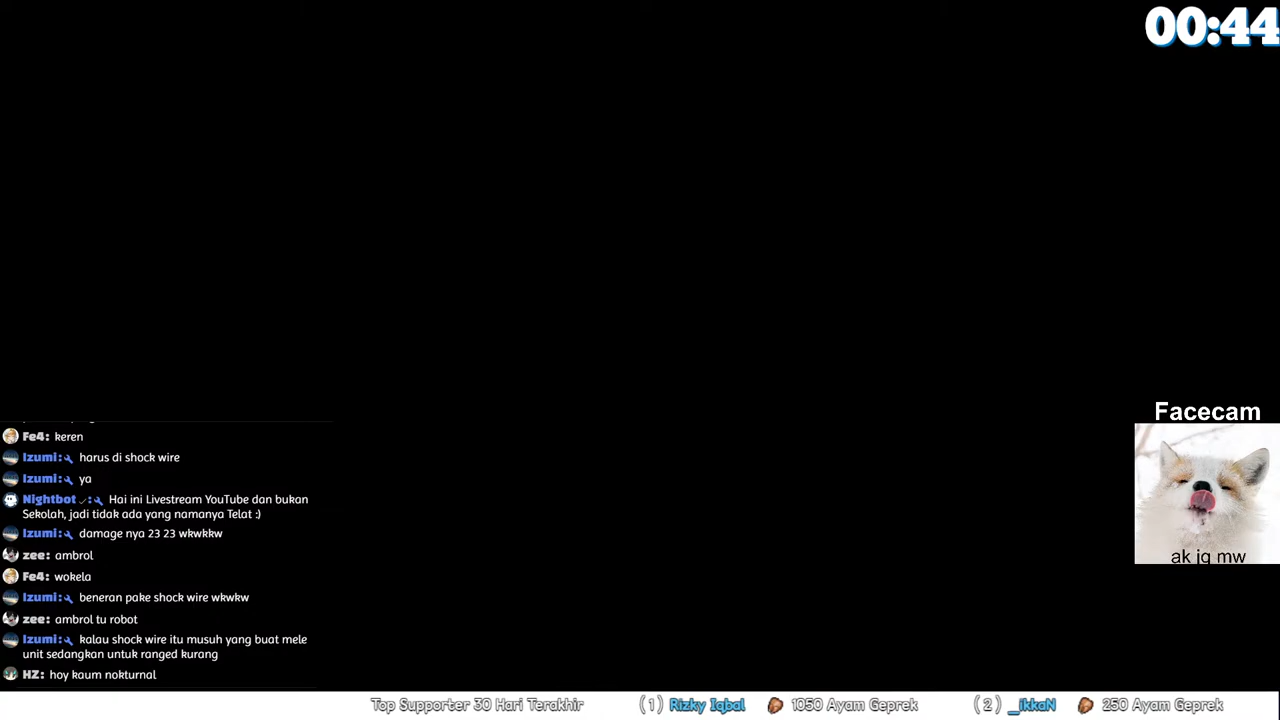 00:44
Facecam
ak jg mw
Fe4: keren
Izumi: harus di shock wire
Izumi: ya
Nightbot: Hai ini Livestream YouTube dan bukan
Sekolah, jadi tidak ada yang namanya Telat :)
Izumi: damage nya 23 23 wkwkkw
zee: ambrol
Fe4: wokela
Izumi: beneran pake shock wire wkwkw
zee: ambrol tu robot
Izumi: kalau shock wire itu musuh yang buat mele
unit sedangkan untuk ranged kurang
HZ: hoy kaum nokturnal
Top Supporter 30 Hari Terakhir (1) Rizky Iqbal 1050 Ayam Geprek (2) _ikkaN 250 Ayam Geprek